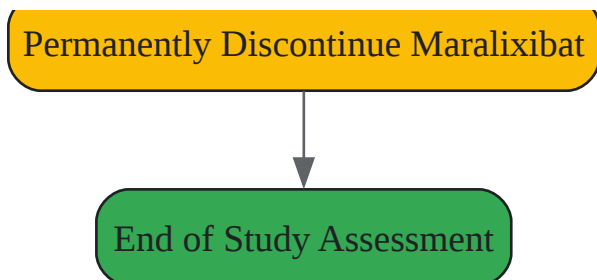 Permanently Discontinue Maralixibat
End of Study Assessment